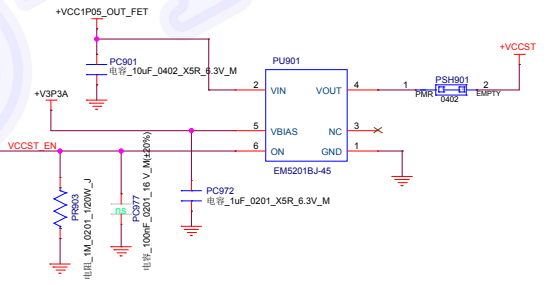 +VCC1P05_OUT_FET
+VCCST
PC901
电容_10uF_0402_X5R_6.3V_M
PU901
2
VIN
VOUT
4
1
PSH901
2
PMR
0402
EMPTY
+V3P3A
5
VBIAS
NC
3
VCCST_EN
6
ON
GND
1
EM5201BJ-45
PR903
电阻_1M_0201_1/20W_J
ns
PC977
电容_100nF_0201_16 V_M(±20%)
PC972
电容_1uF_0201_X5R_6.3V_M